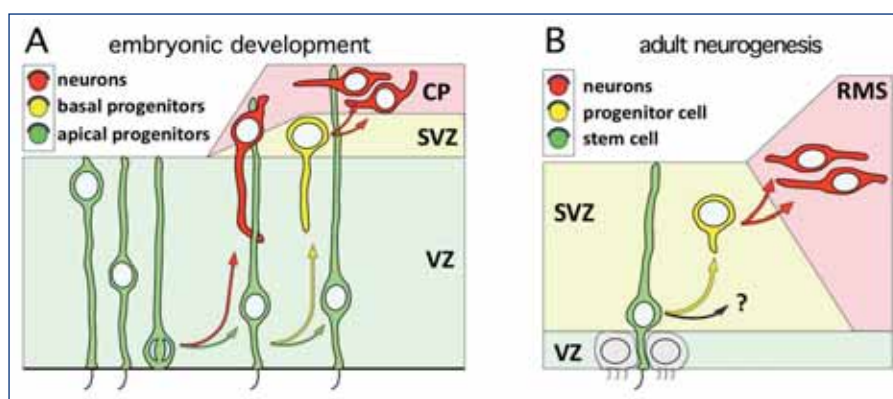 A embryonic development
neurons
basal progenitors
apical progenitors
CP
SVZ
VZ
B adult neurogenesis
neurons
progenitor cell
stem cell
RMS
SVZ
?
VZ